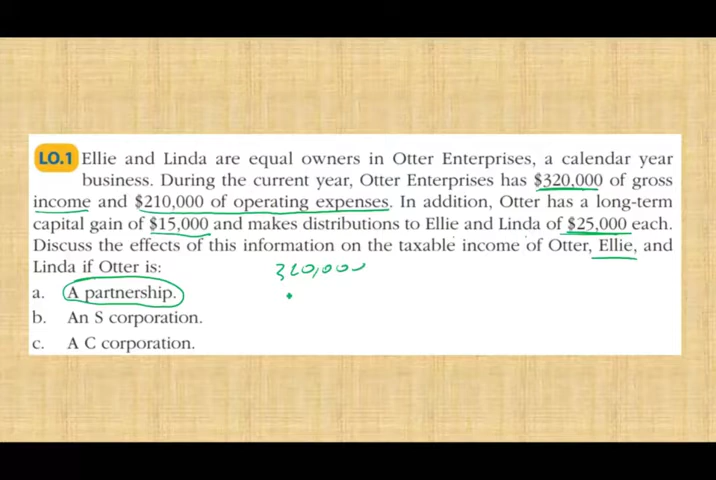 LO.1 Ellie and Linda are equal owners in Otter Enterprises, a calendar year
business. During the current year, Otter Enterprises has $320,000 of gross
income and $210,000 of operating expenses. In addition, Otter has a long-term
capital gain of $15,000 and makes distributions to Ellie and Linda of $25,000 each.
Discuss the effects of this information on the taxable income of Otter, Ellie, and
Linda if Otter is:
320,000
a. A partnership.
b. An S corporation.
c. A C corporation.